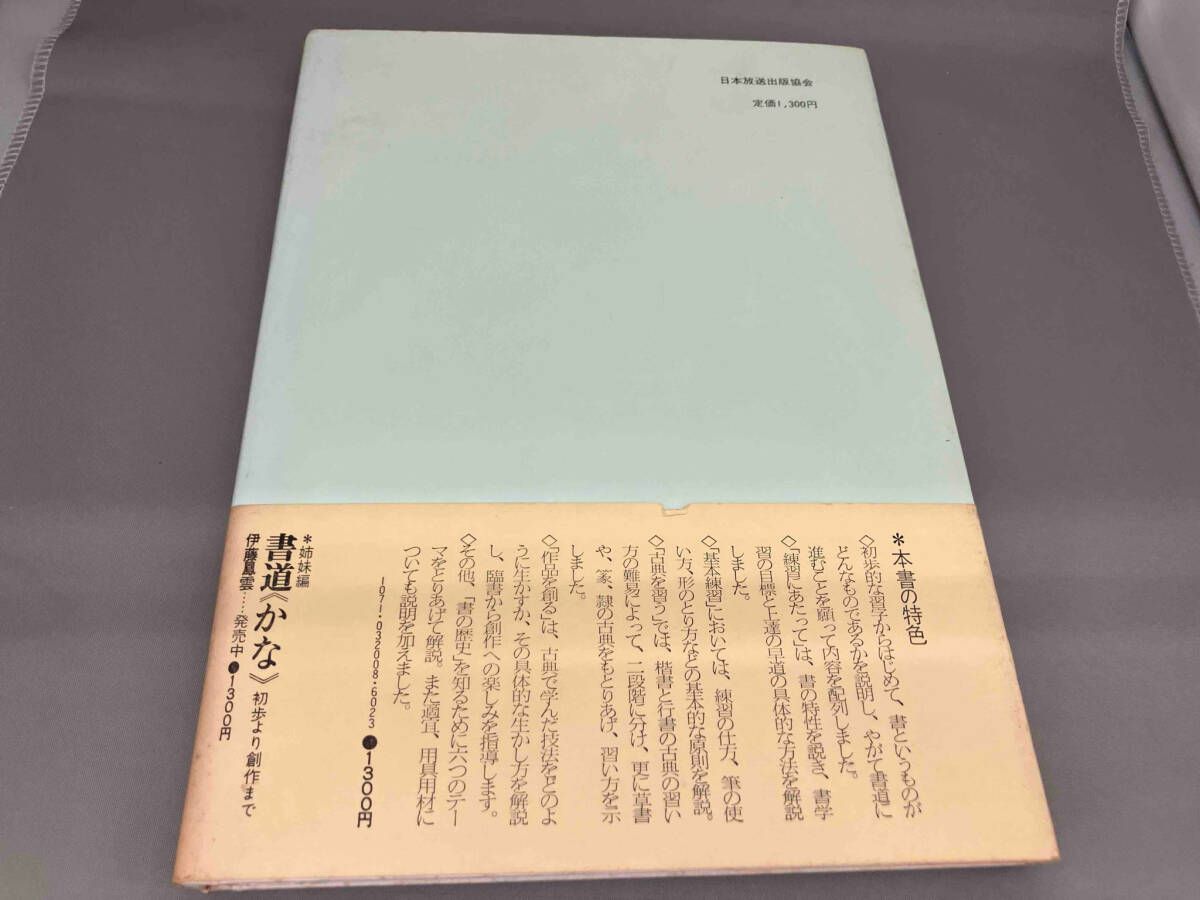 日本放送出版協会
定価1,300円
＊本書の特色
◇初歩的な習字からはじめて、書というものが
どんなものであるかを説明し、やがて書道に
進むことを願って内容を配列しました。
◇「練習にあたって」は、書の特性を説き、書学
習の目標と上達の早道の具体的な方法を解説
しました。
◇「基本練習」においては、練習の仕方、筆の使
い方、形のとり方などの基本的な原則を解説。
◇「古典を習う」では、楷書と行書の古典の習い
方の難易によって、二段階に分け、更に草書
や、篆、隷の古典をもとりあげ、習い方を示
しました。
◇「作品を創る」は、古典で学んだ技法をどのよ
うに生かすか、その具体的な生かし方を解説
し、臨書から創作への楽しみを指導します。
◇その他、「書の歴史」を知るために六つのテー
マをとりあげて解説。また適宜、用具用材に
ついても説明を加えました。
1071・032008・6023 1300円
＊姉妹編
書道《かな》初歩より創作まで
伊藤鳳雲……発売中 1300円